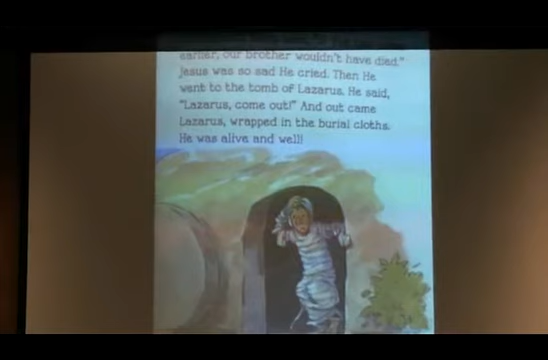 earlier, our brother wouldn't have died."
Jesus was so sad He cried. Then He
went to the tomb of Lazarus. He said,
"Lazarus, come out!" And out came
Lazarus, wrapped in the burial cloths.
He was alive and well!